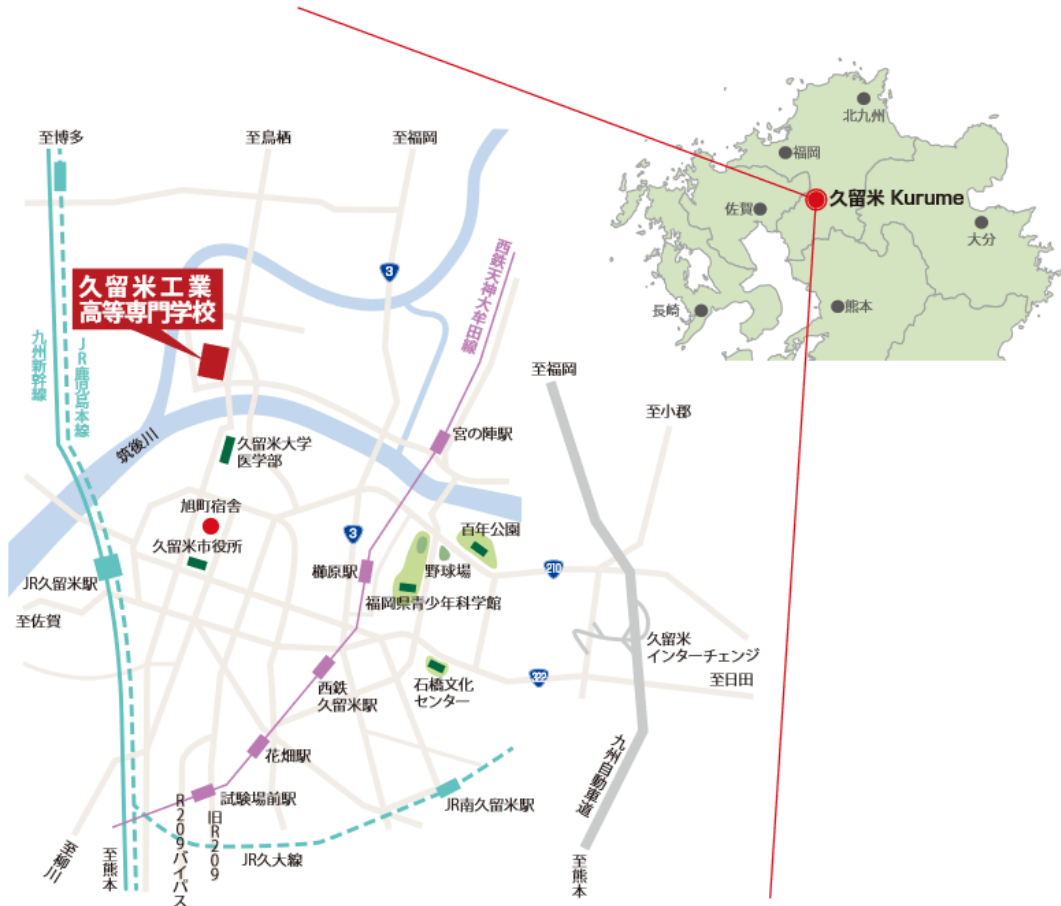 北九州
福岡
久留米 Kurume
佐賀
大分
長崎
熊本
至博多
至鳥栖
至福岡
3
西鉄天神大牟田線
久留米工業
高等専門学校
九州新幹線
JR鹿児島本線
至福岡
至小郡
筑後川
久留米大学
医学部
宮の陣駅
旭町宿舎
3
百年公園
久留米市役所
櫛原駅
野球場
210
JR久留米駅
福岡県青少年科学館
至佐賀
久留米
インターチェンジ
322
至日田
石橋文化
センター
西鉄
久留米駅
花畑駅
九州自動車道
試験場前駅
JR南久留米駅
R209バイパス
旧R209
JR久大線
至柳川
至熊本
至熊本